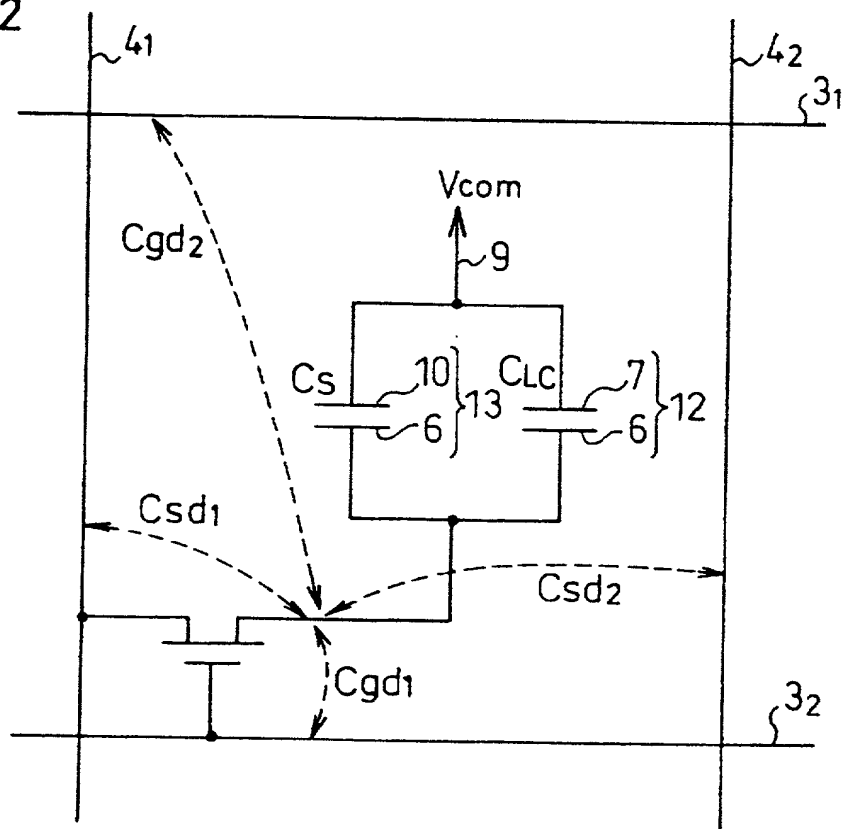 2
4₁
4₂
3₁
Vcom
9
Cgd₂
Cs 10 } 13 CLC 7 } 12
6 6
Csd₁
Csd₂
Cgd₁
3₂